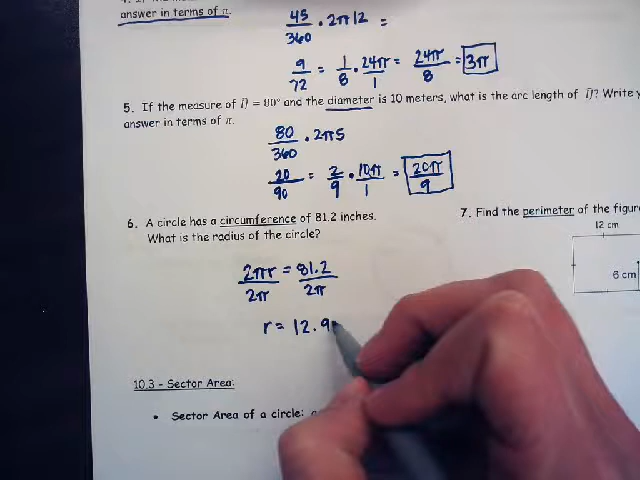 answer in terms of π.
45/360 · 2π12 =
9/72 = 1/8 · 24π/1 = 24π/8 = 3π
5. If the measure of = 80° and the diameter is 10 meters, what is the arc length of ? Write
answer in terms of π.
80/360 · 2π5
20/90 = 2/9 · 10π/1 = 20π/9
6. A circle has a circumference of 81.2 inches.
What is the radius of the circle?
2πr/2π = 81.2/2π
r = 12.9
7. Find the perimeter of the figur
12 cm
6 cm
10.3 - Sector Area:
• Sector Area of a circle: